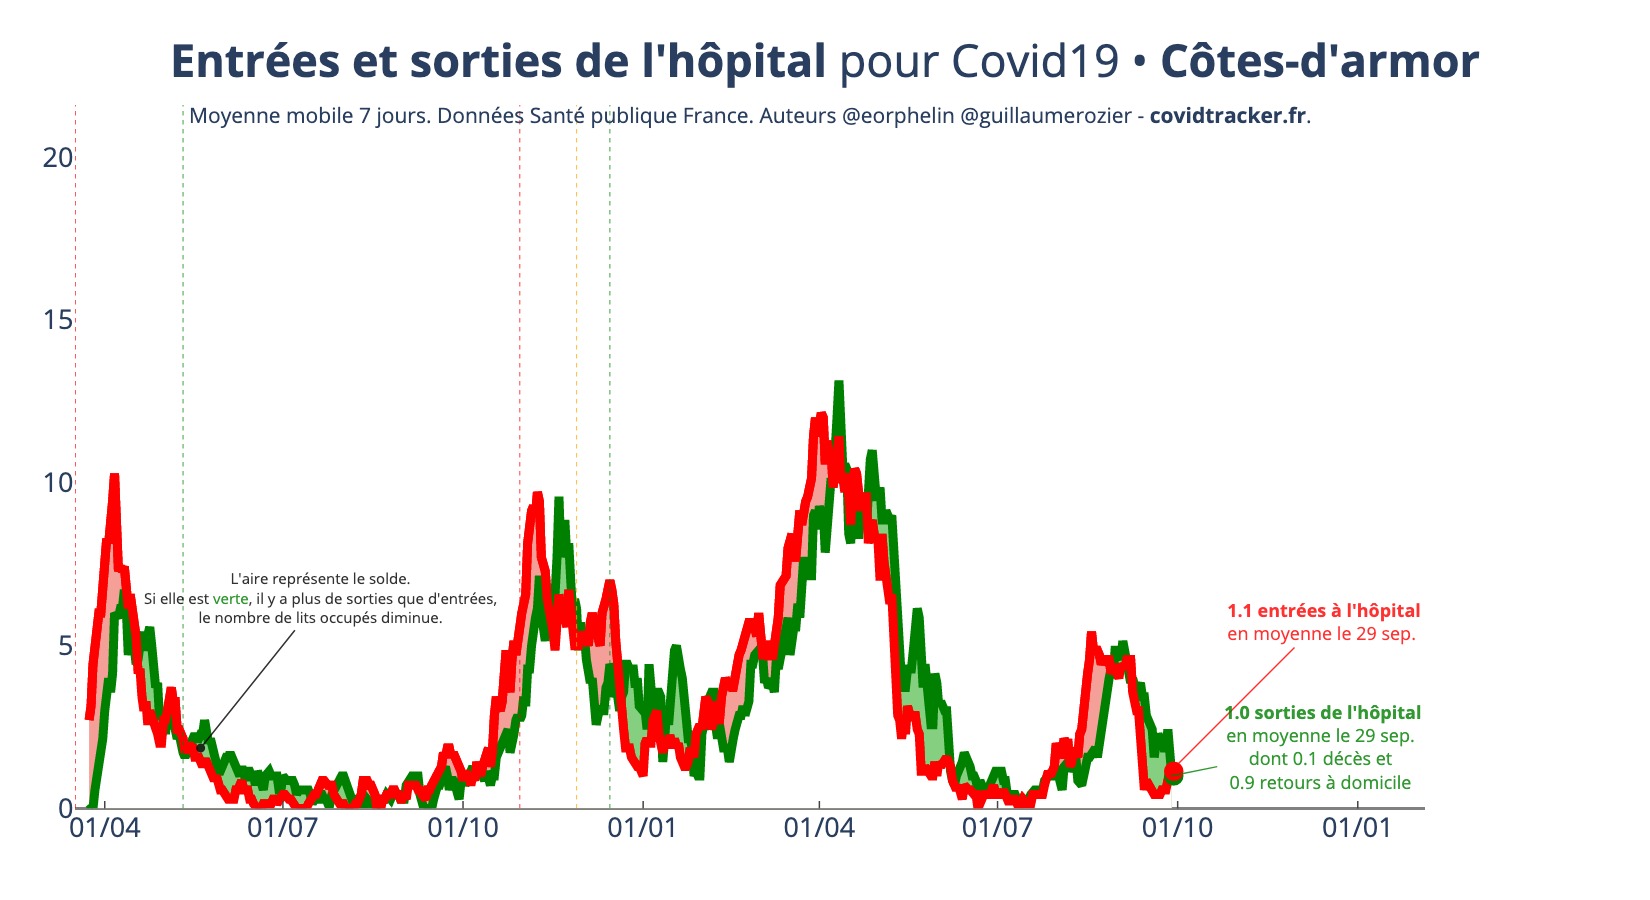 Entrées et sorties de l'hôpital pour Covid19 • Côtes-d'armor
Moyenne mobile 7 jours. Données Santé publique France. Auteurs @eorphelin @guillaumerozier - covidtracker.fr.
20
15
10
5
0
L'aire représente le solde.
Si elle est verte, il y a plus de sorties que d'entrées,
le nombre de lits occupés diminue.
1.1 entrées à l'hôpital
en moyenne le 29 sep.
1.0 sorties de l'hôpital
en moyenne le 29 sep.
dont 0.1 décès et
0.9 retours à domicile
01/04
01/07
01/10
01/01
01/04
01/07
01/10
01/01